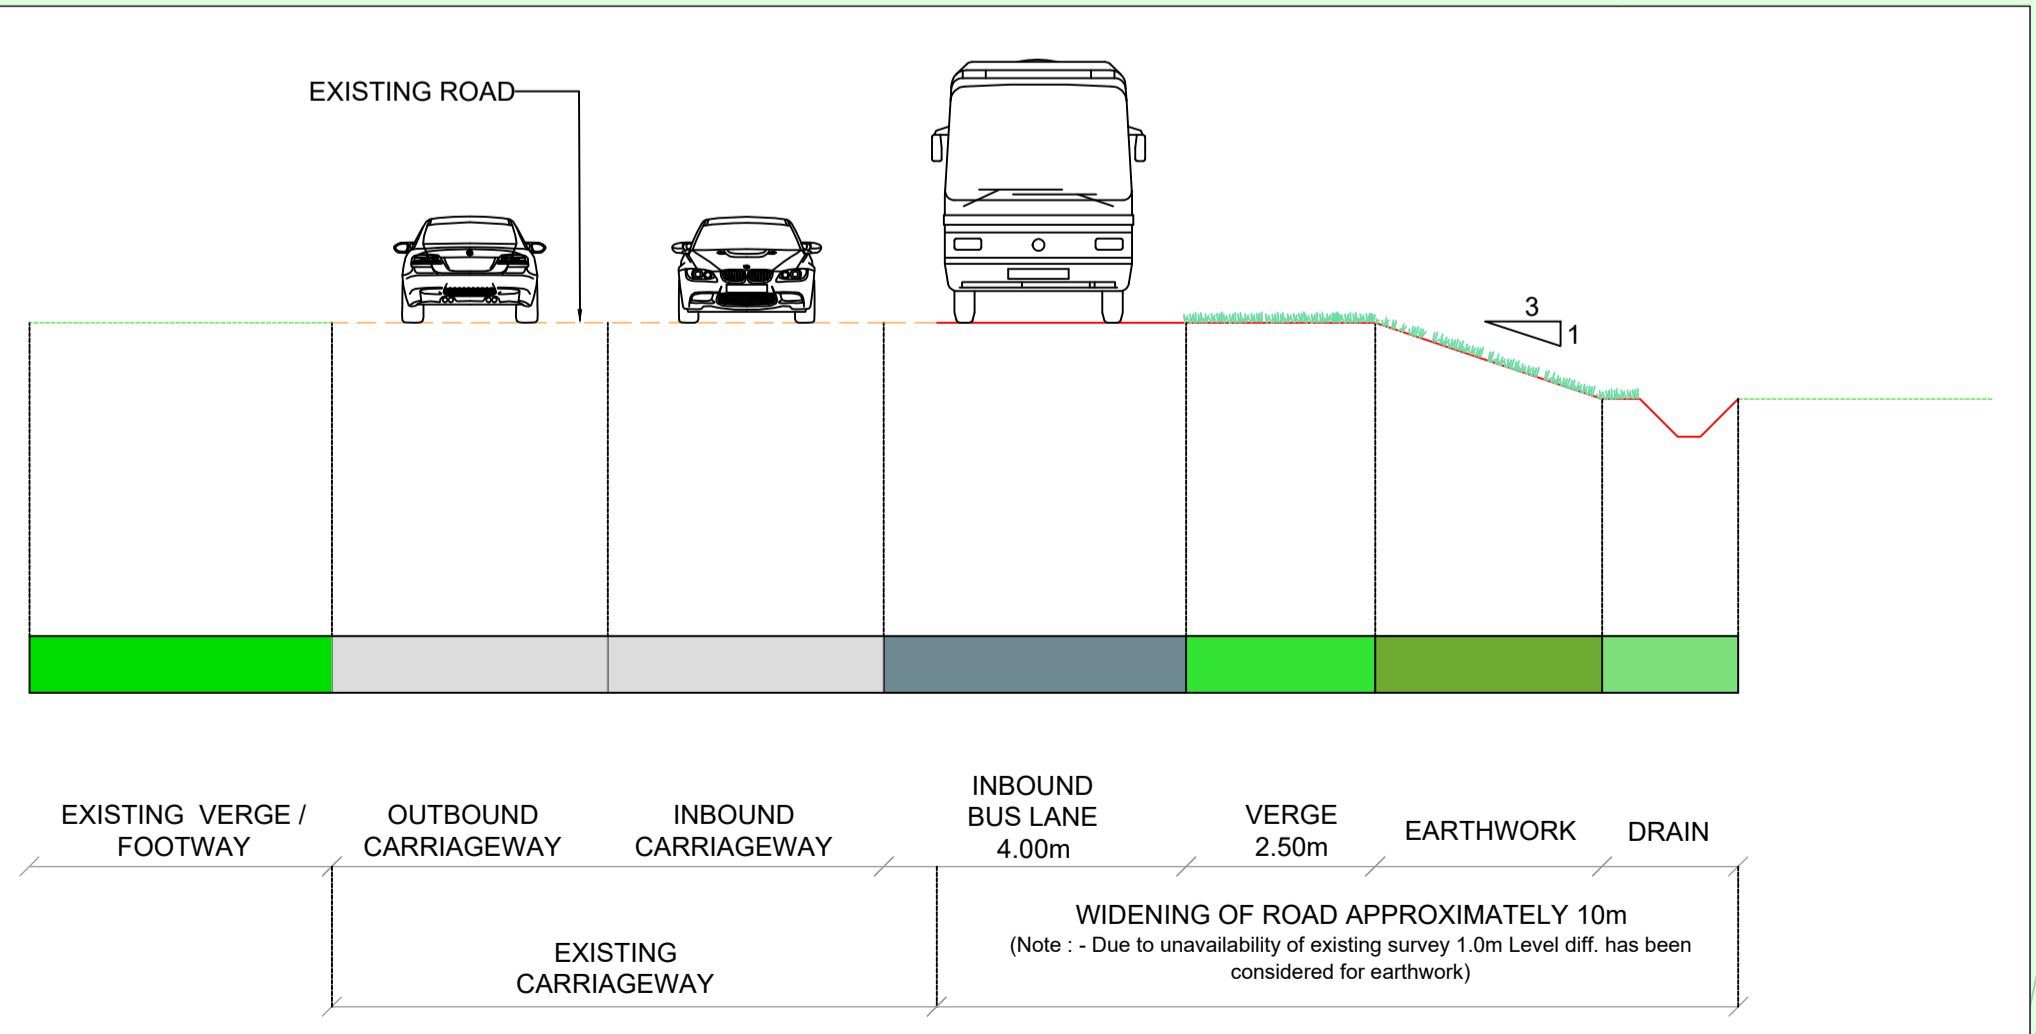 EXISTING ROAD
3
1
EXISTING VERGE /
FOOTWAY
OUTBOUND
CARRIAGEWAY
INBOUND
CARRIAGEWAY
INBOUND
BUS LANE
4.00m
VERGE
2.50m
EARTHWORK
DRAIN
EXISTING
CARRIAGEWAY
WIDENING OF ROAD APPROXIMATELY 10m
(Note : - Due to unavailability of existing survey 1.0m Level diff. has been
considered for earthwork)